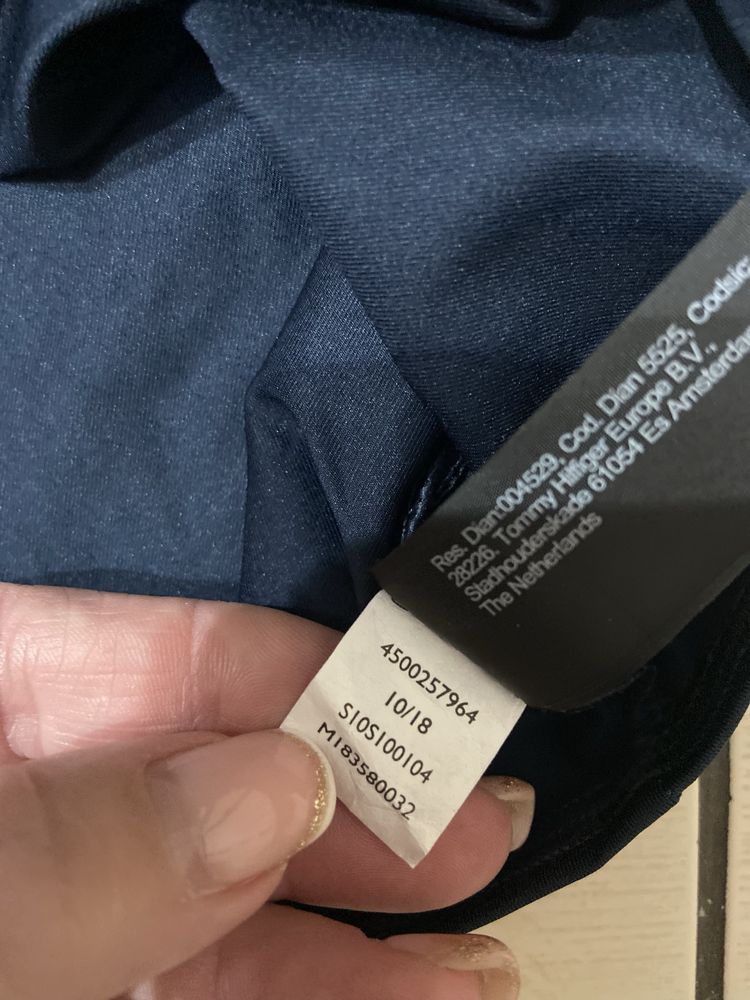 Res. Dian:004529, Cod. Dian 5525, Codsic
28226. Tommy Hilfiger Europe B.V.,
Stadhouderskade 61054 Es Amsterda
The Netherlands
4500257964
10/18
S10S100104
M183580032